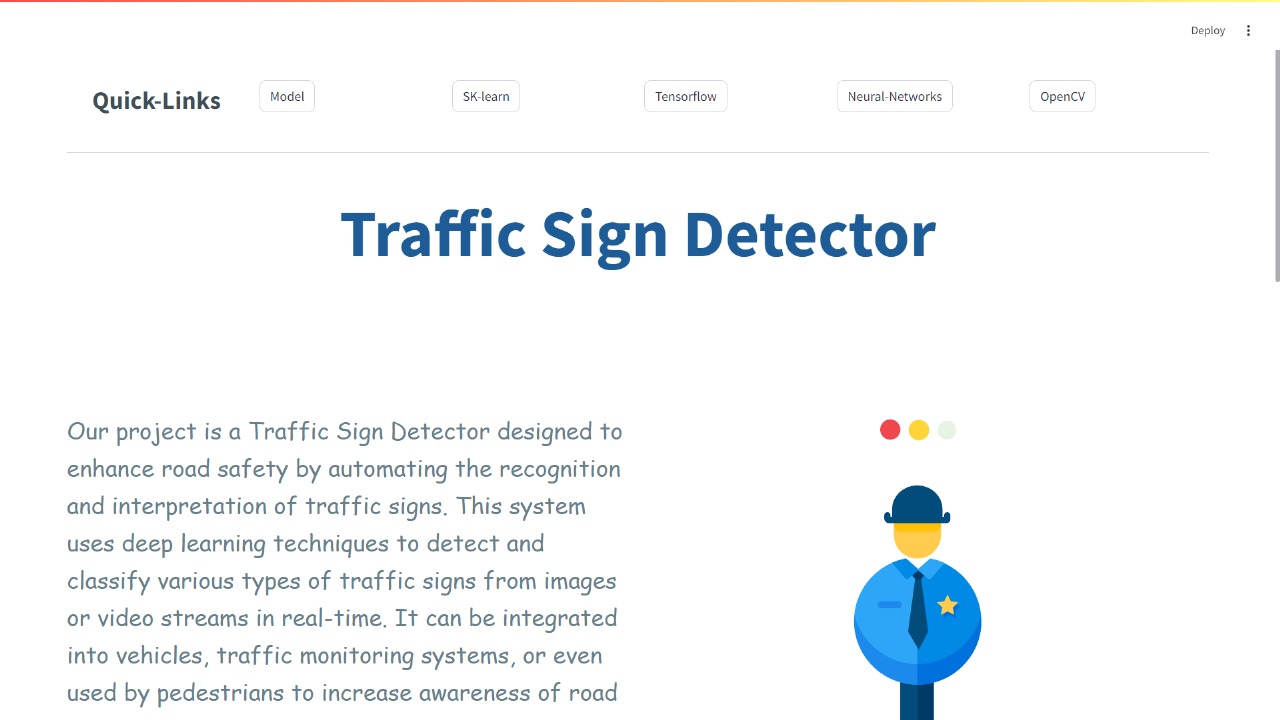 Deploy
Quick-Links
Model
SK-learn
Tensorflow
Neural-Networks
OpenCV
Traffic Sign Detector
Our project is a Traffic Sign Detector designed to
enhance road safety by automating the recognition
and interpretation of traffic signs. This system
uses deep learning techniques to detect and
classify various types of traffic signs from images
or video streams in real-time. It can be integrated
into vehicles, traffic monitoring systems, or even
used by pedestrians to increase awareness of road